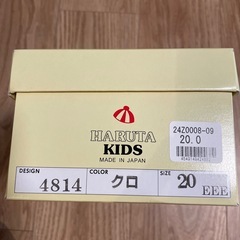 HARUTA
KIDS
MADE IN JAPAN
24Z0008-09
20.0
DESIGN 4814 COLOR クロ SIZE 20 EEE